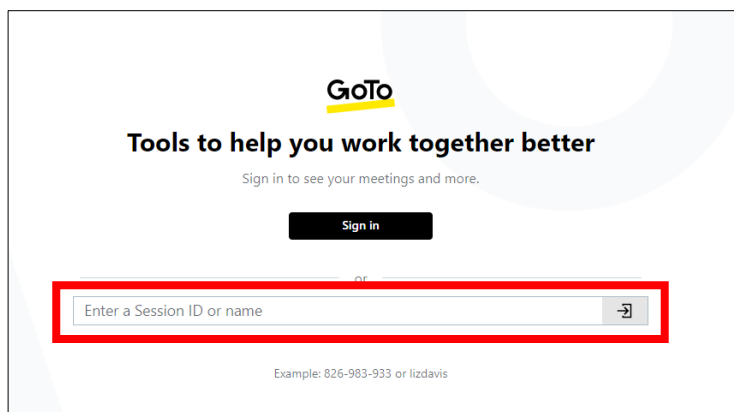 GoTo
Tools to help you work together better
Sign in to see your meetings and more.
Sign in
or
Enter a Session ID or name
Example: 826-983-933 or lizdavis